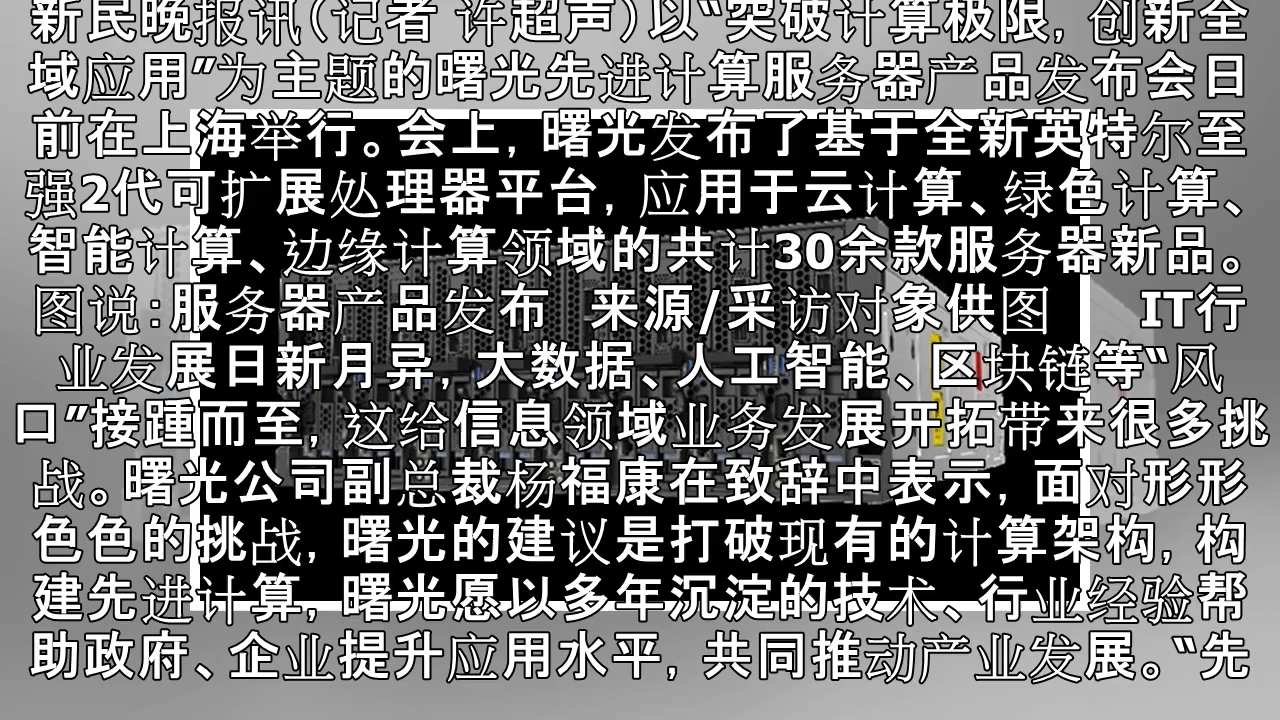 新民晚报讯(记者 许超声)以“突破计算极限, 创新全
域应用”为主题的曙光先进计算服务器产品发布会日
前在上海举行。会上, 曙光发布了基于全新英特尔至
强2代可扩展处理器平台, 应用于云计算、绿色计算、
智能计算、边缘计算领域的共计30余款服务器新品。
图说:服务器产品发布 来源/采访对象供图 IT行
业发展日新月异, 大数据、人工智能、区块链等“风
口”接踵而至, 这给信息领域业务发展开拓带来很多挑
战。曙光公司副总裁杨福康在致辞中表示, 面对形形
色色的挑战, 曙光的建议是打破现有的计算架构, 构
建先进计算, 曙光愿以多年沉淀的技术、行业经验帮
助政府、企业提升应用水平, 共同推动产业发展。“先